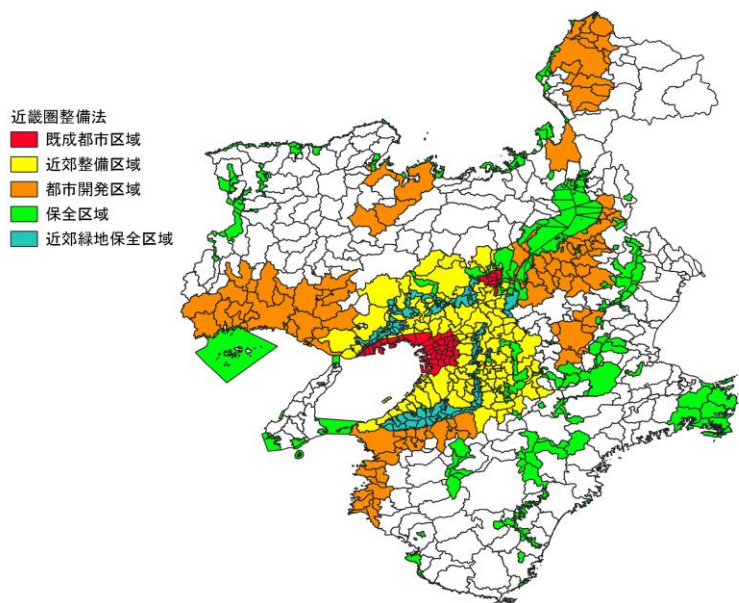 近畿圏整備法
既成都市区域
近郊整備区域
都市開発区域
保全区域
近郊緑地保全区域